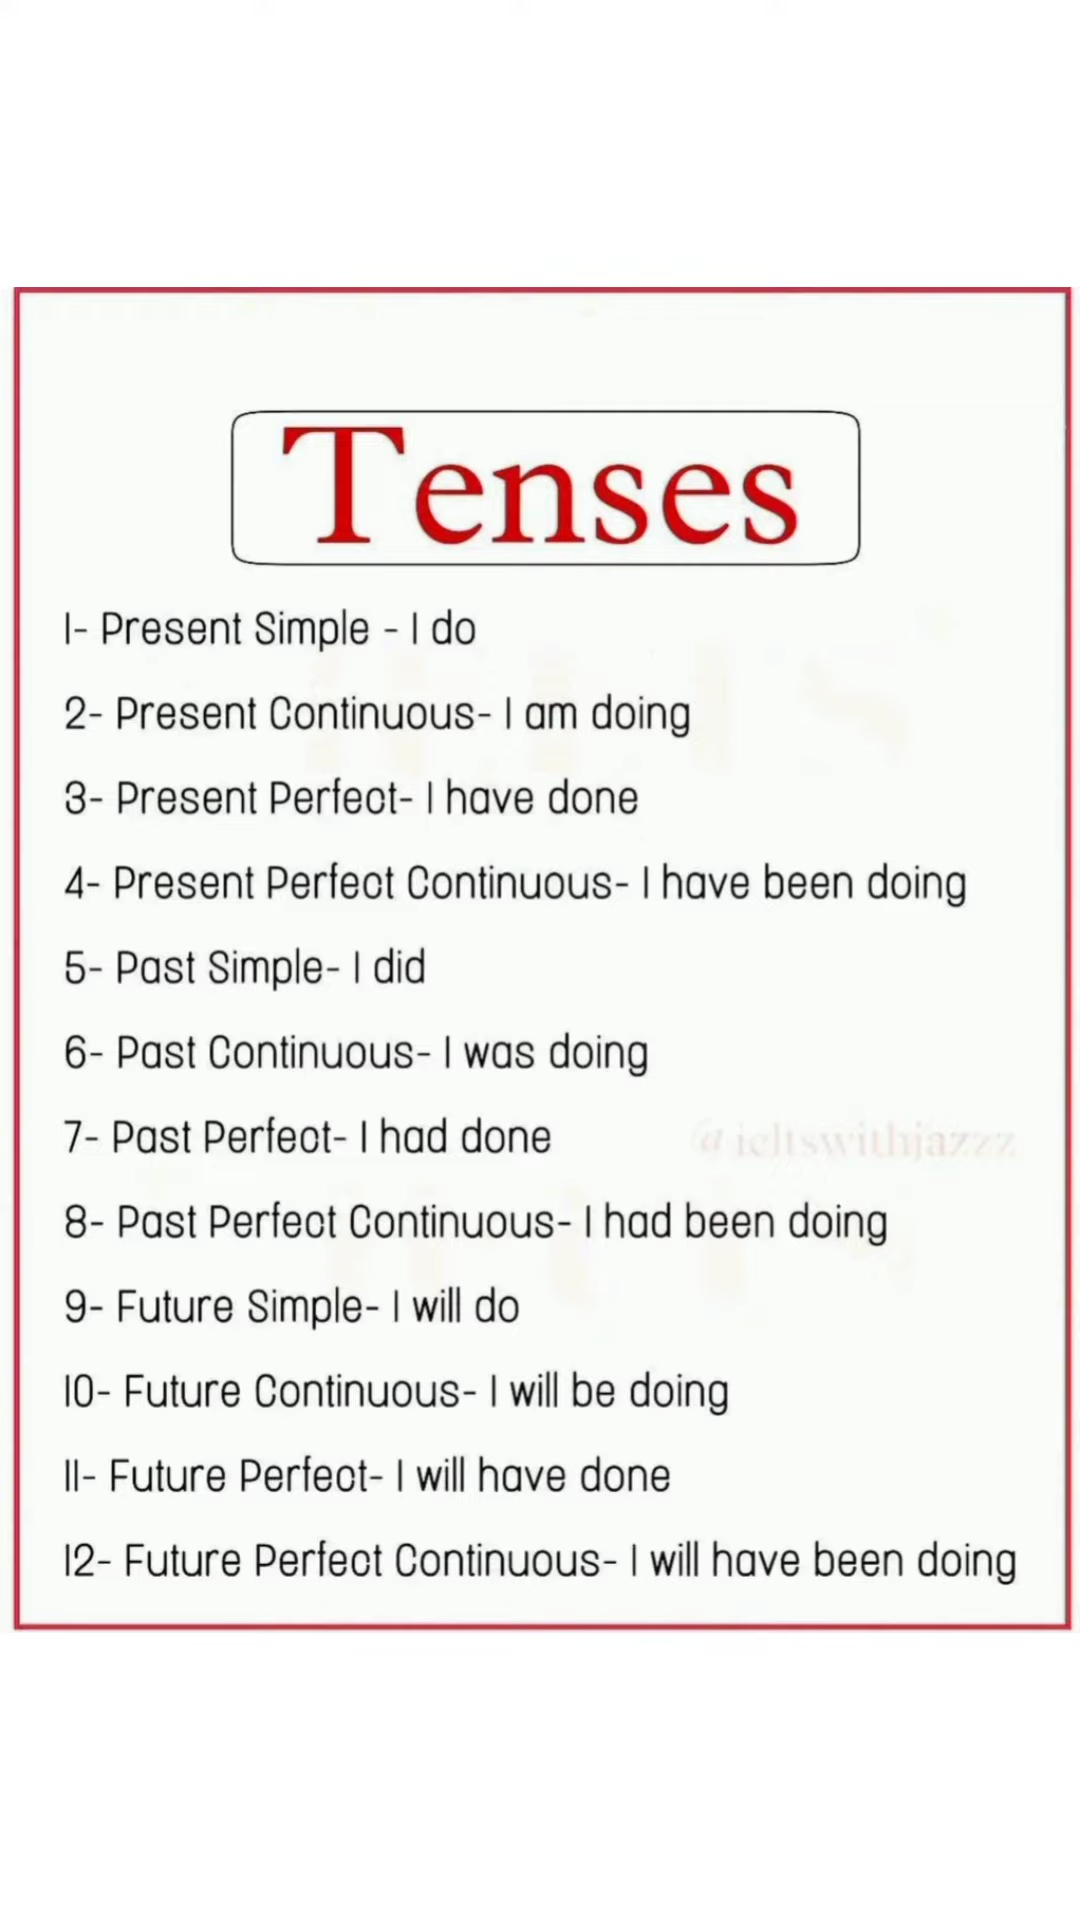 Tenses
1- Present Simple - I do
2- Present Continuous- I am doing
3- Present Perfect- I have done
4- Present Perfect Continuous- I have been doing
5- Past Simple- I did
6- Past Continuous- I was doing
7- Past Perfect- I had done
@ieltswithjazzz
8- Past Perfect Continuous- I had been doing
9- Future Simple- I will do
10- Future Continuous- I will be doing
11- Future Perfect- I will have done
12- Future Perfect Continuous- I will have been doing